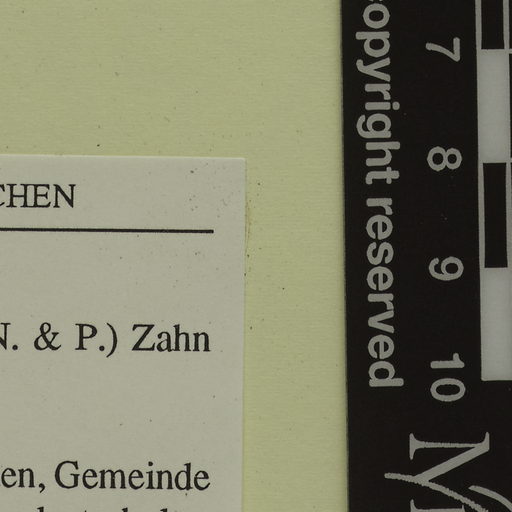 CHEN
N. & P.) Zahn
en, Gemeinde
copyright reserved
7
8
9
10